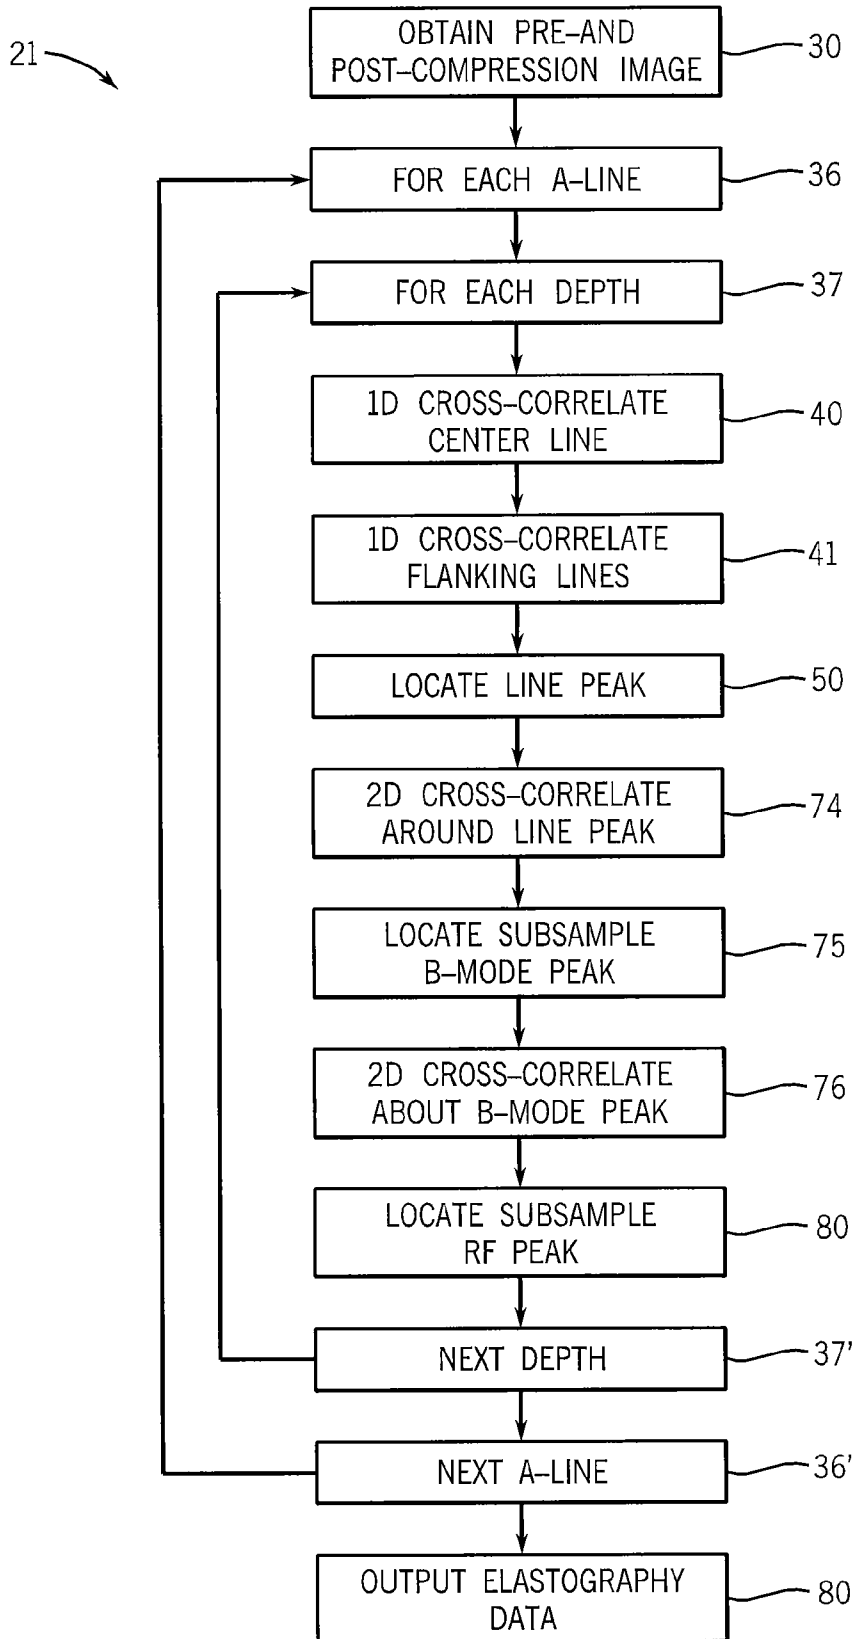 21
OBTAIN PRE–AND
POST–COMPRESSION IMAGE
30
FOR EACH A–LINE
36
FOR EACH DEPTH
37
1D CROSS–CORRELATE
CENTER LINE
40
1D CROSS–CORRELATE
FLANKING LINES
41
LOCATE LINE PEAK
50
2D CROSS–CORRELATE
AROUND LINE PEAK
74
LOCATE SUBSAMPLE
B–MODE PEAK
75
2D CROSS–CORRELATE
ABOUT B–MODE PEAK
76
LOCATE SUBSAMPLE
RF PEAK
80
NEXT DEPTH
37'
NEXT A–LINE
36'
OUTPUT ELASTOGRAPHY
DATA
80